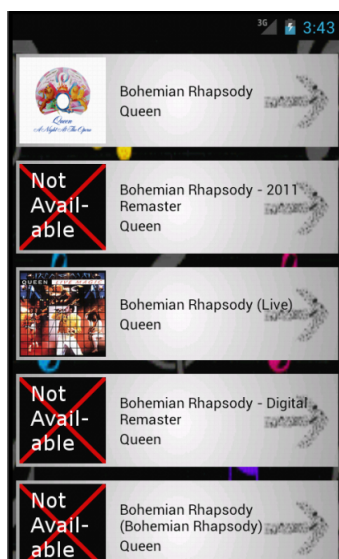 3G 3:43
Queen
A Night At The Opera
Bohemian Rhapsody
Queen
Not
Avail-
able
Bohemian Rhapsody - 2011
Remaster
Queen
QUEEN LIVE MAGIC
Bohemian Rhapsody (Live)
Queen
Not
Avail-
able
Bohemian Rhapsody - Digital
Remaster
Queen
Not
Avail-
able
Bohemian Rhapsody
(Bohemian Rhapsody)
Queen